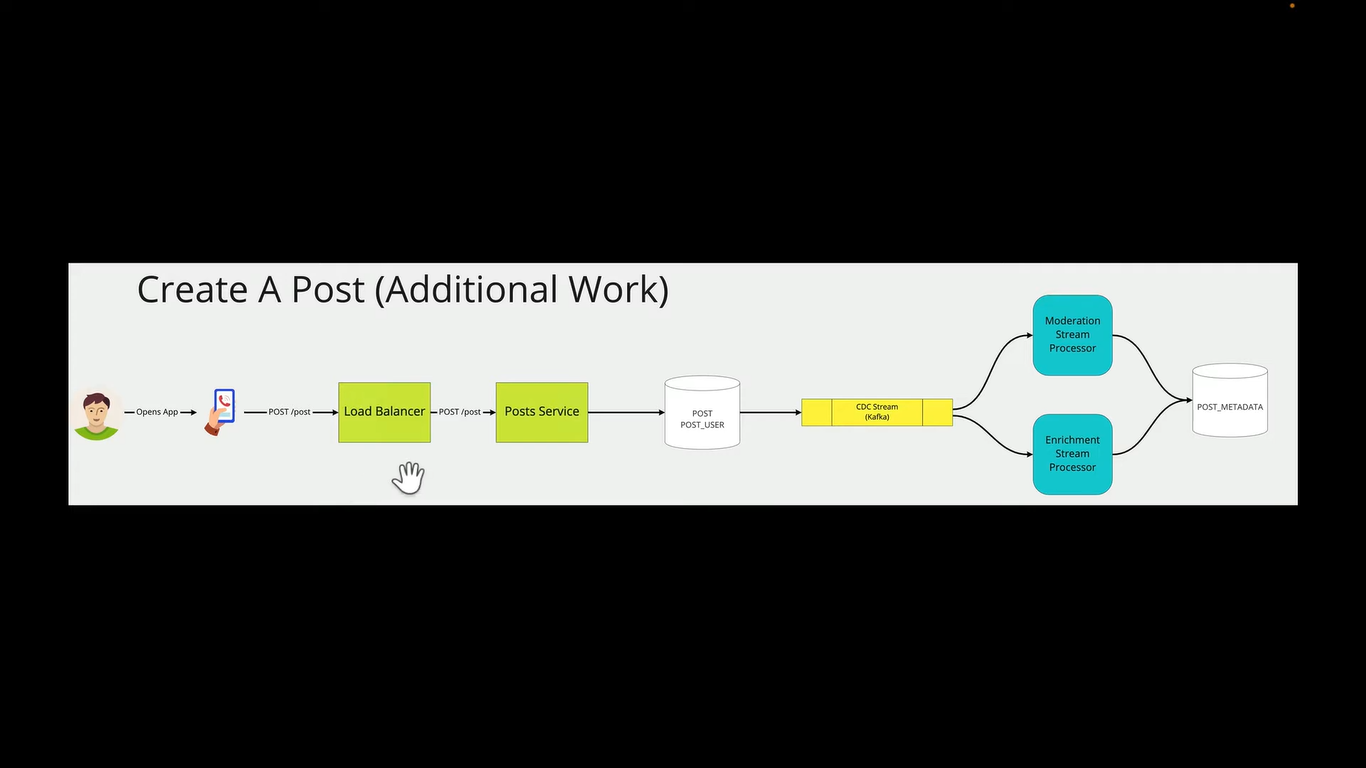 Create A Post (Additional Work)
Opens App
POST /post
Load Balancer
POST /post
Posts Service
POST
POST_USER
CDC Stream
(Kafka)
Moderation
Stream
Processor
Enrichment
Stream
Processor
POST_METADATA